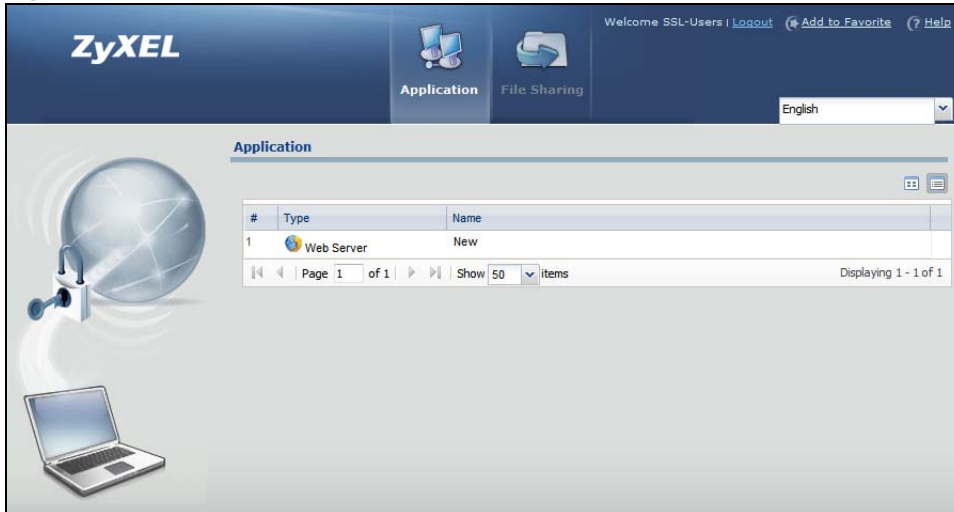 ZyXEL
Welcome SSL-Users | Logout Add to Favorite ? Help
Application File Sharing
English
Application
# Type Name
1 Web Server New
Page 1 of 1 Show 50 items Displaying 1 - 1 of 1